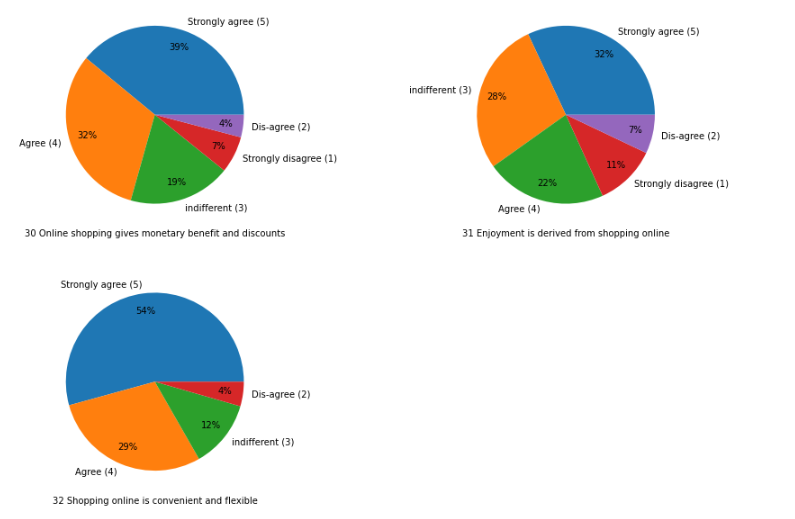 Strongly agree (5)
39%
Agree (4)
32%
19%
indifferent (3)
7%
Strongly disagree (1)
4%
Dis-agree (2)
30 Online shopping gives monetary benefit and discounts
Strongly agree (5)
32%
indifferent (3)
28%
22%
Agree (4)
11%
Strongly disagree (1)
7%
Dis-agree (2)
31 Enjoyment is derived from shopping online
Strongly agree (5)
54%
29%
Agree (4)
12%
indifferent (3)
4%
Dis-agree (2)
32 Shopping online is convenient and flexible